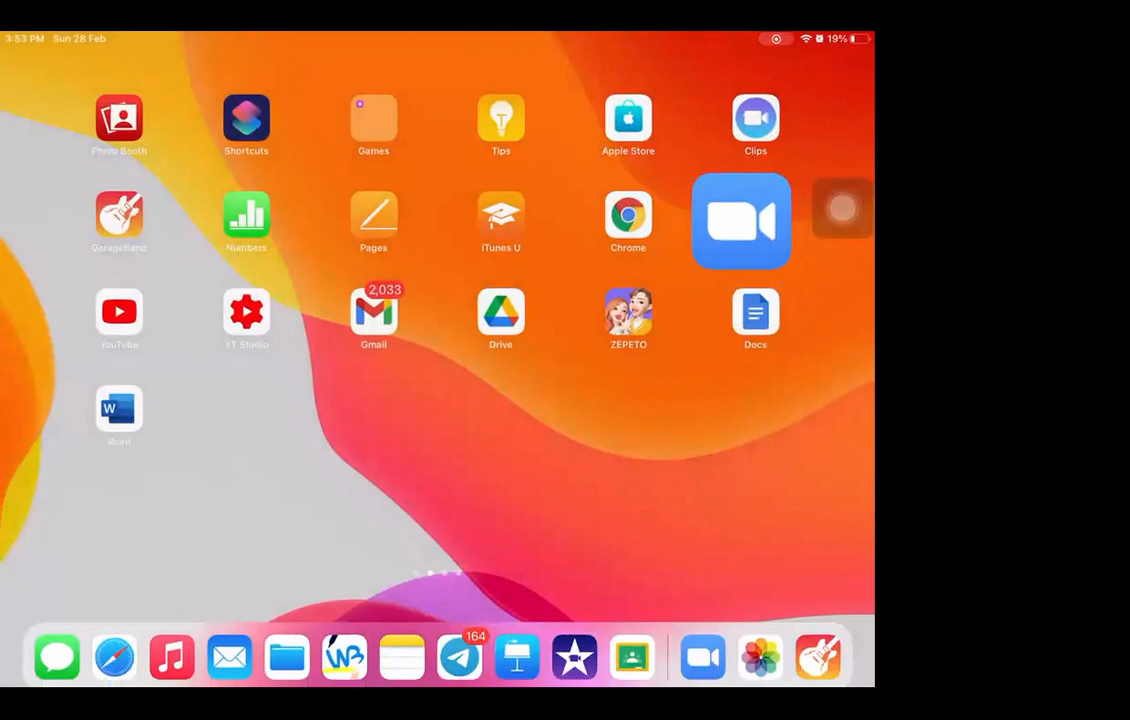 3:53 PM Sun 28 Feb 19%
Photo Booth Shortcuts Games Tips Apple Store Clips
GarageBand Numbers Pages iTunes U Chrome
2,033
YouTube YT Studio Gmail Drive ZEPETO Docs
W
Word
164
WB